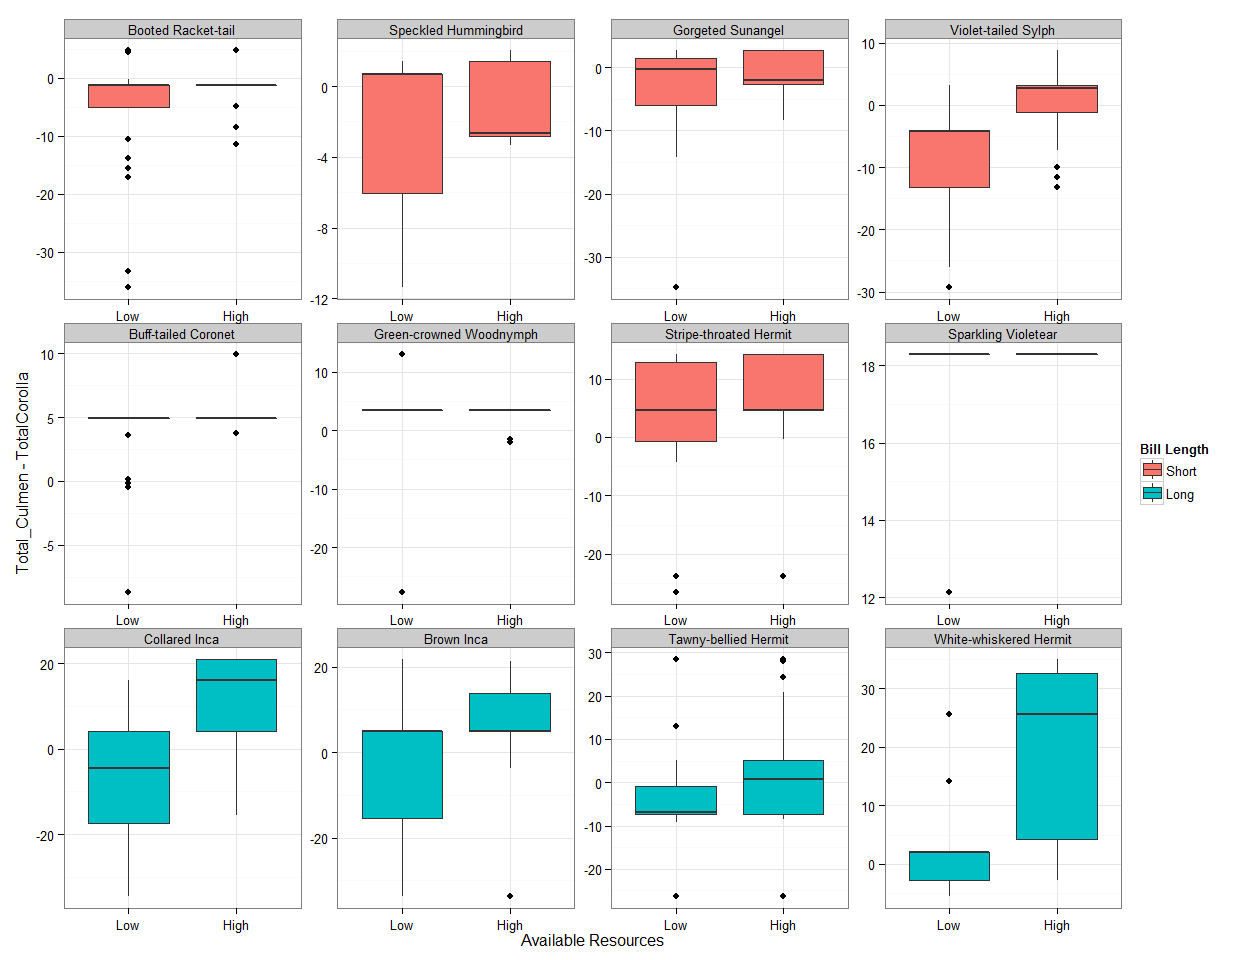 Booted Racket-tail
Speckled Hummingbird
Gorgeted Sunangel
Violet-tailed Sylph
0
-10
-20
-30
0
-4
-8
-12
0
-10
-20
-30
10
0
-10
-20
-30
Low High
Low High
Low High
Low High
Buff-tailed Coronet
Green-crowned Woodnymph
Stripe-throated Hermit
Sparkling Violetear
10
5
0
-5
10
0
-10
-20
10
0
-10
-20
18
16
14
12
Low High
Low High
Low High
Low High
Collared Inca
Brown Inca
Tawny-bellied Hermit
White-whiskered Hermit
20
0
-20
20
0
-20
30
20
10
0
-10
-20
30
20
10
0
Low High
Low High
Low High
Low High
Total_Culmen - TotalCorolla
Available Resources
Bill Length
Short
Long